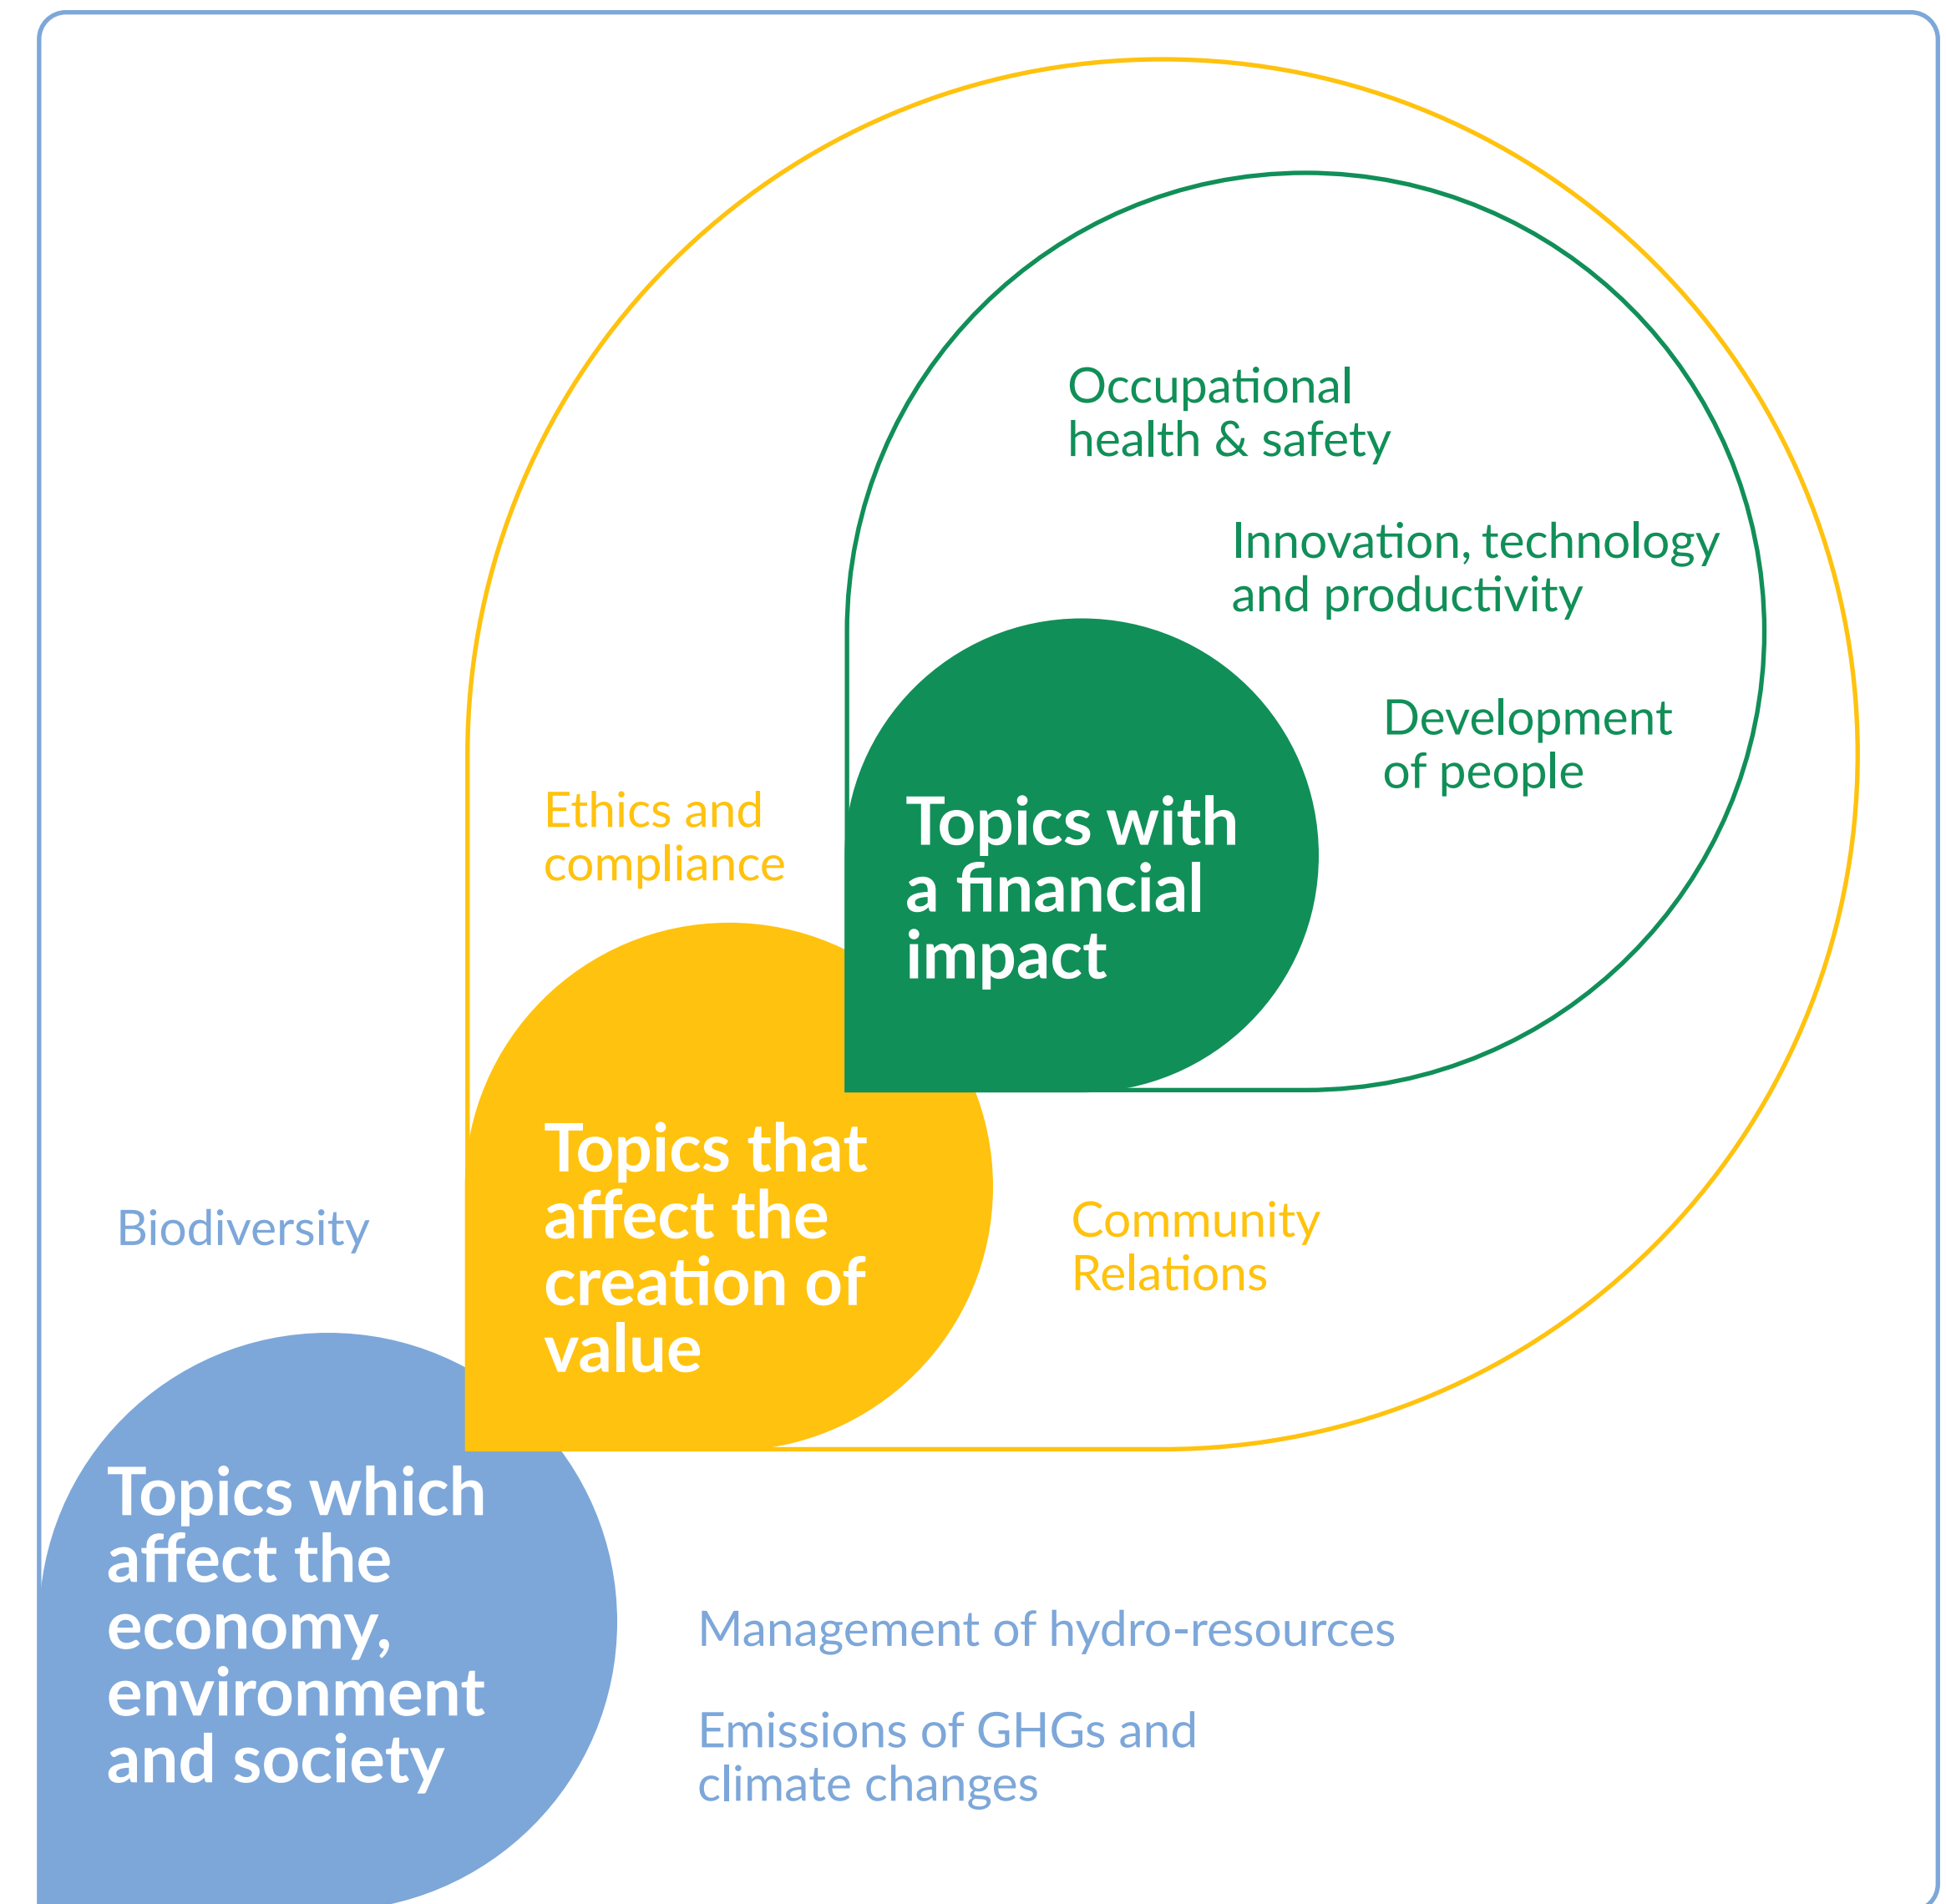 Occupational
health & safety
Innovation, technology
and productivity
Development
of people
Topics with
a financial
impact
Ethics and
compliance
Topics that
affect the
creation of
value
Community
Relations
Biodiversity
Topics which
affect the
economy,
environment
and society
Management of hydro-resources
Emissions of GHGs and
climate changes